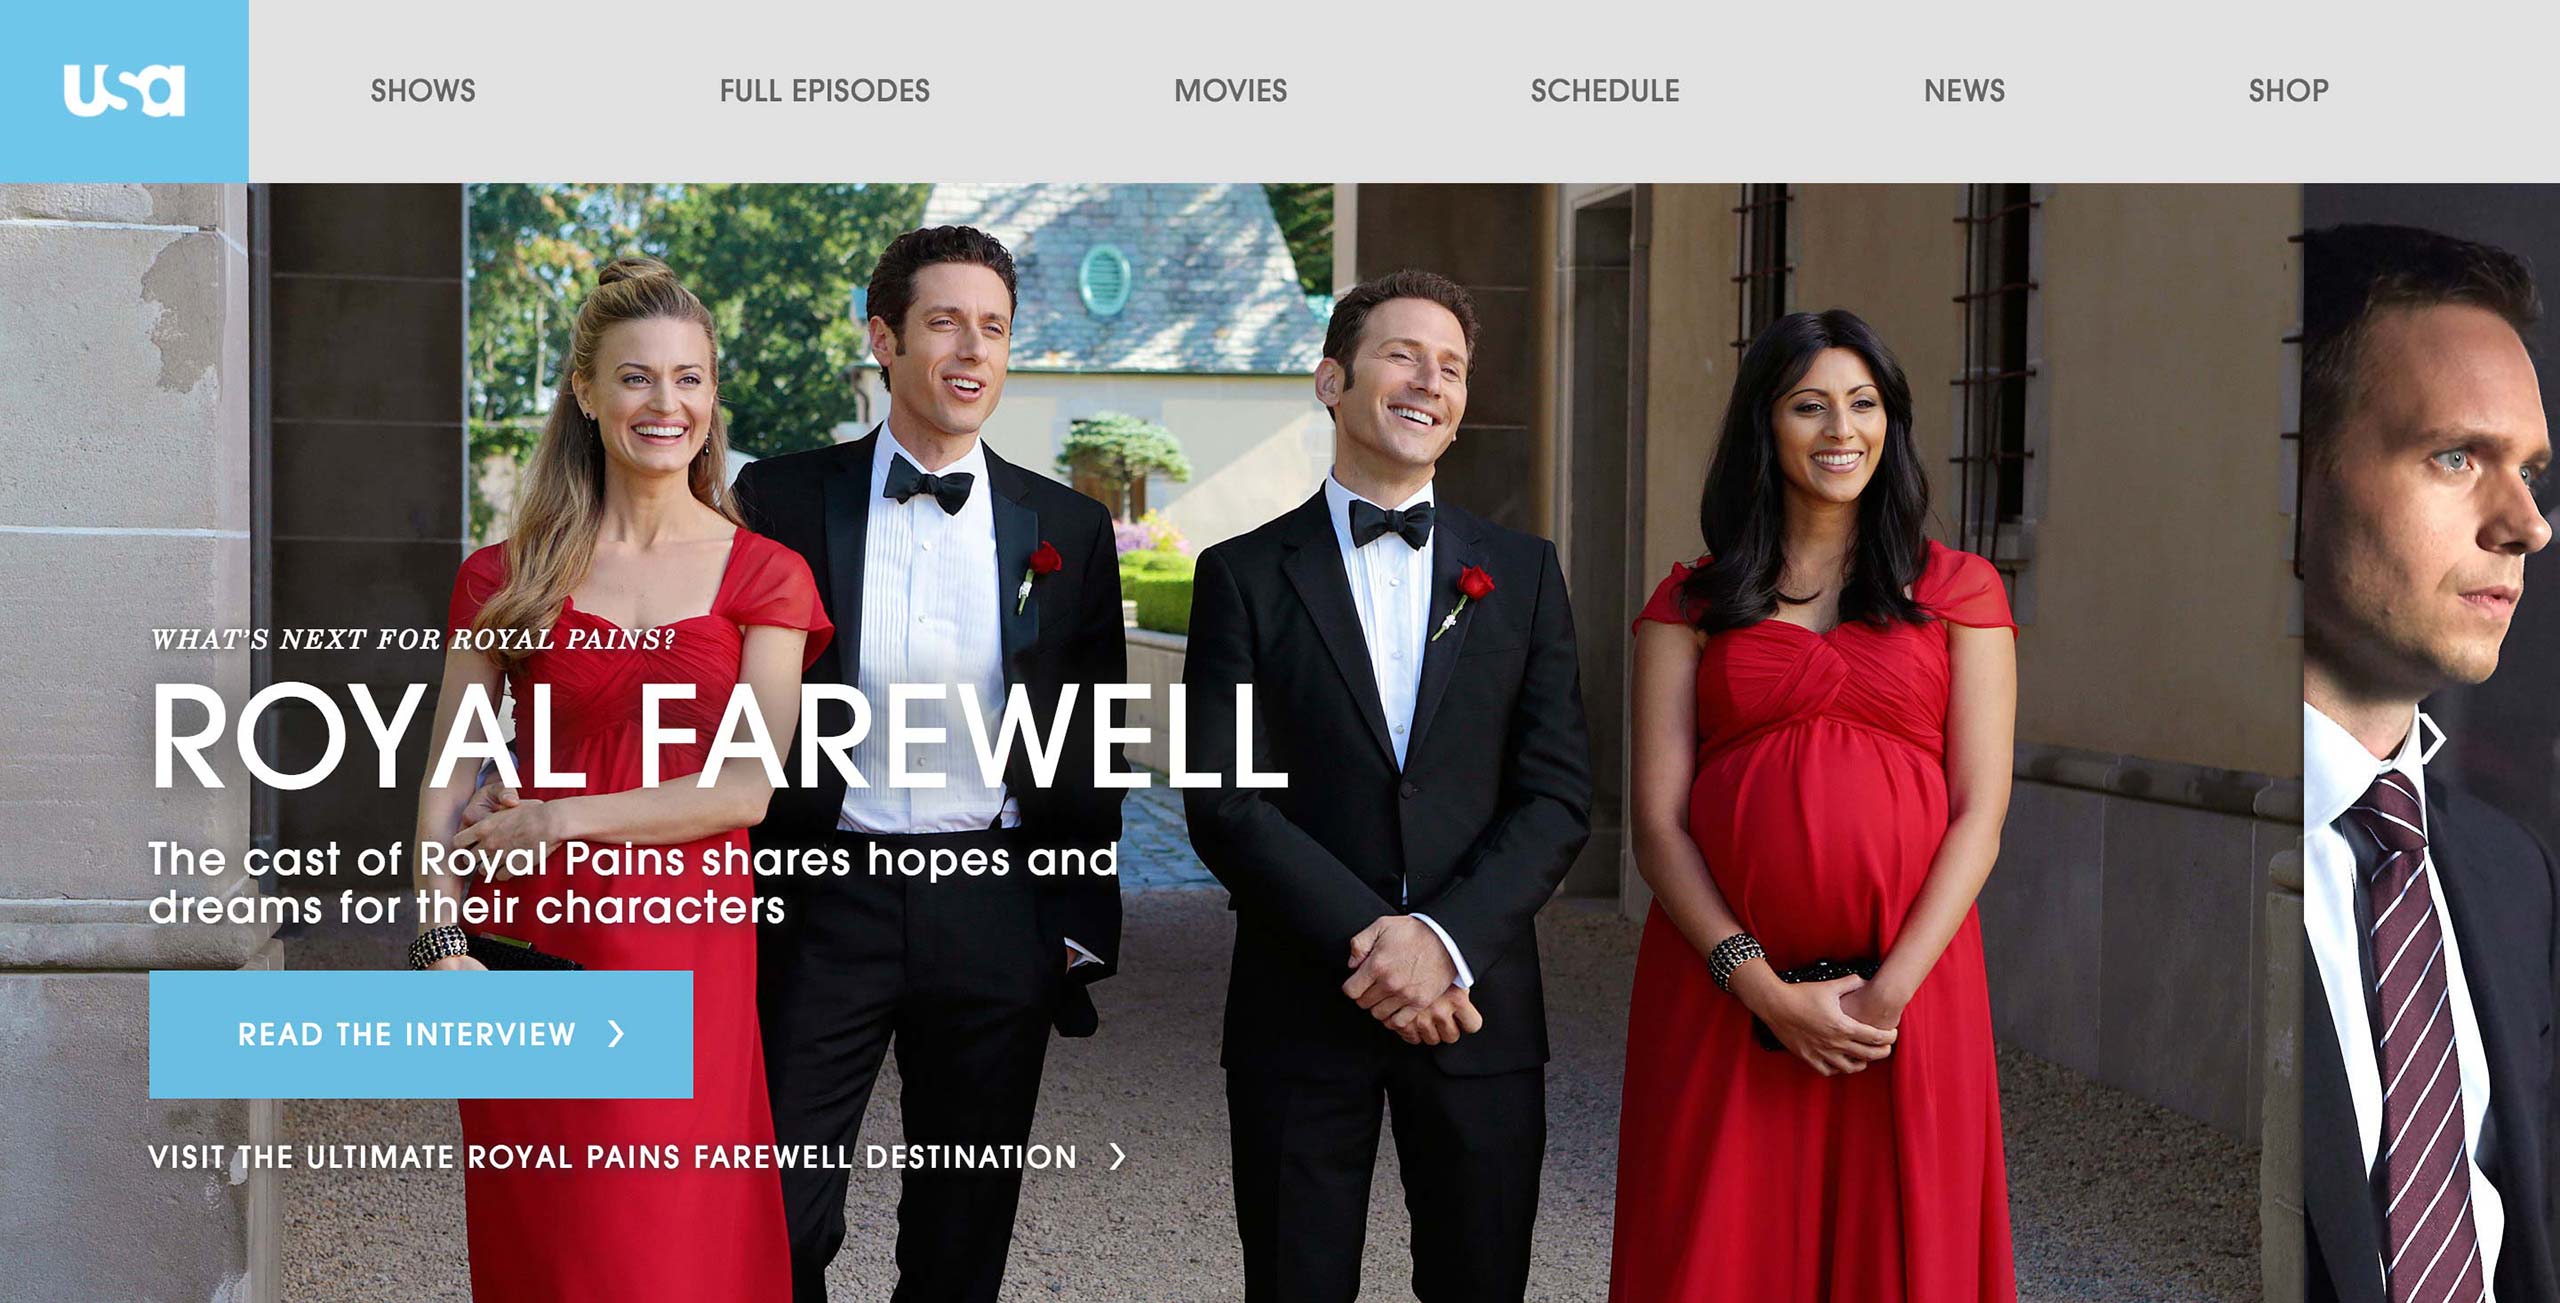 usa
SHOWS
FULL EPISODES
MOVIES
SCHEDULE
NEWS
SHOP
WHAT'S NEXT FOR ROYAL PAINS?
ROYAL FAREWELL
The cast of Royal Pains shares hopes and
dreams for their characters
READ THE INTERVIEW
VISIT THE ULTIMATE ROYAL PAINS FAREWELL DESTINATION